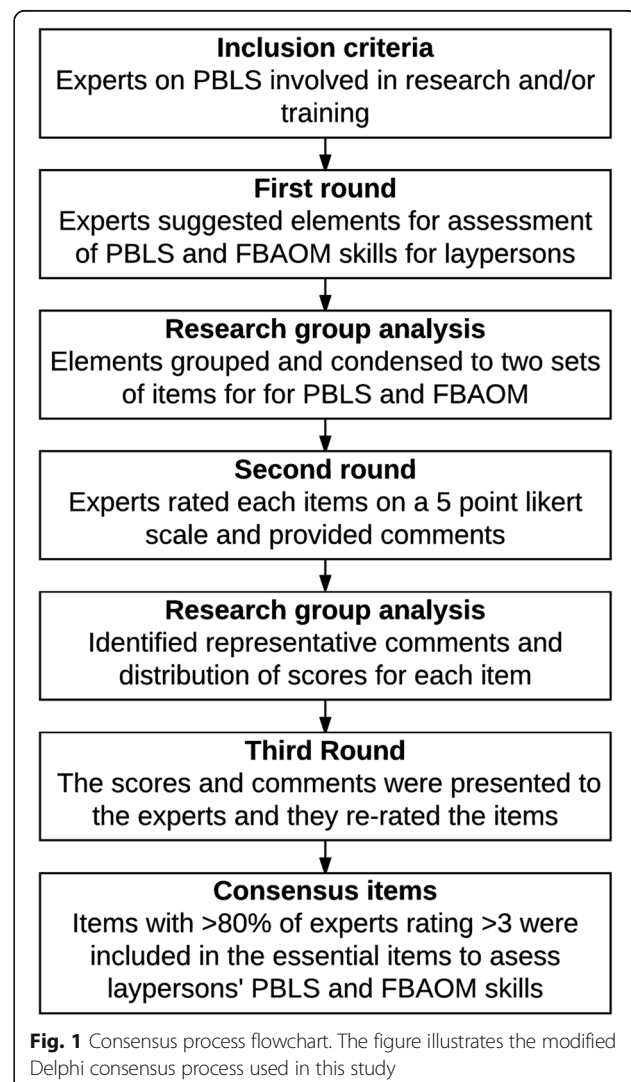 Inclusion criteria
Experts on PBLS involved in research and/or
training
First round
Experts suggested elements for assessment
of PBLS and FBAOM skills for laypersons
Research group analysis
Elements grouped and condensed to two sets
of items for for PBLS and FBAOM
Second round
Experts rated each items on a 5 point likert
scale and provided comments
Research group analysis
Identified representative comments and
distribution of scores for each item
Third Round
The scores and comments were presented to
the experts and they re-rated the items
Consensus items
Items with >80% of experts rating >3 were
included in the essential items to asess
laypersons' PBLS and FBAOM skills
Fig. 1 Consensus process flowchart. The figure illustrates the modified
Delphi consensus process used in this study